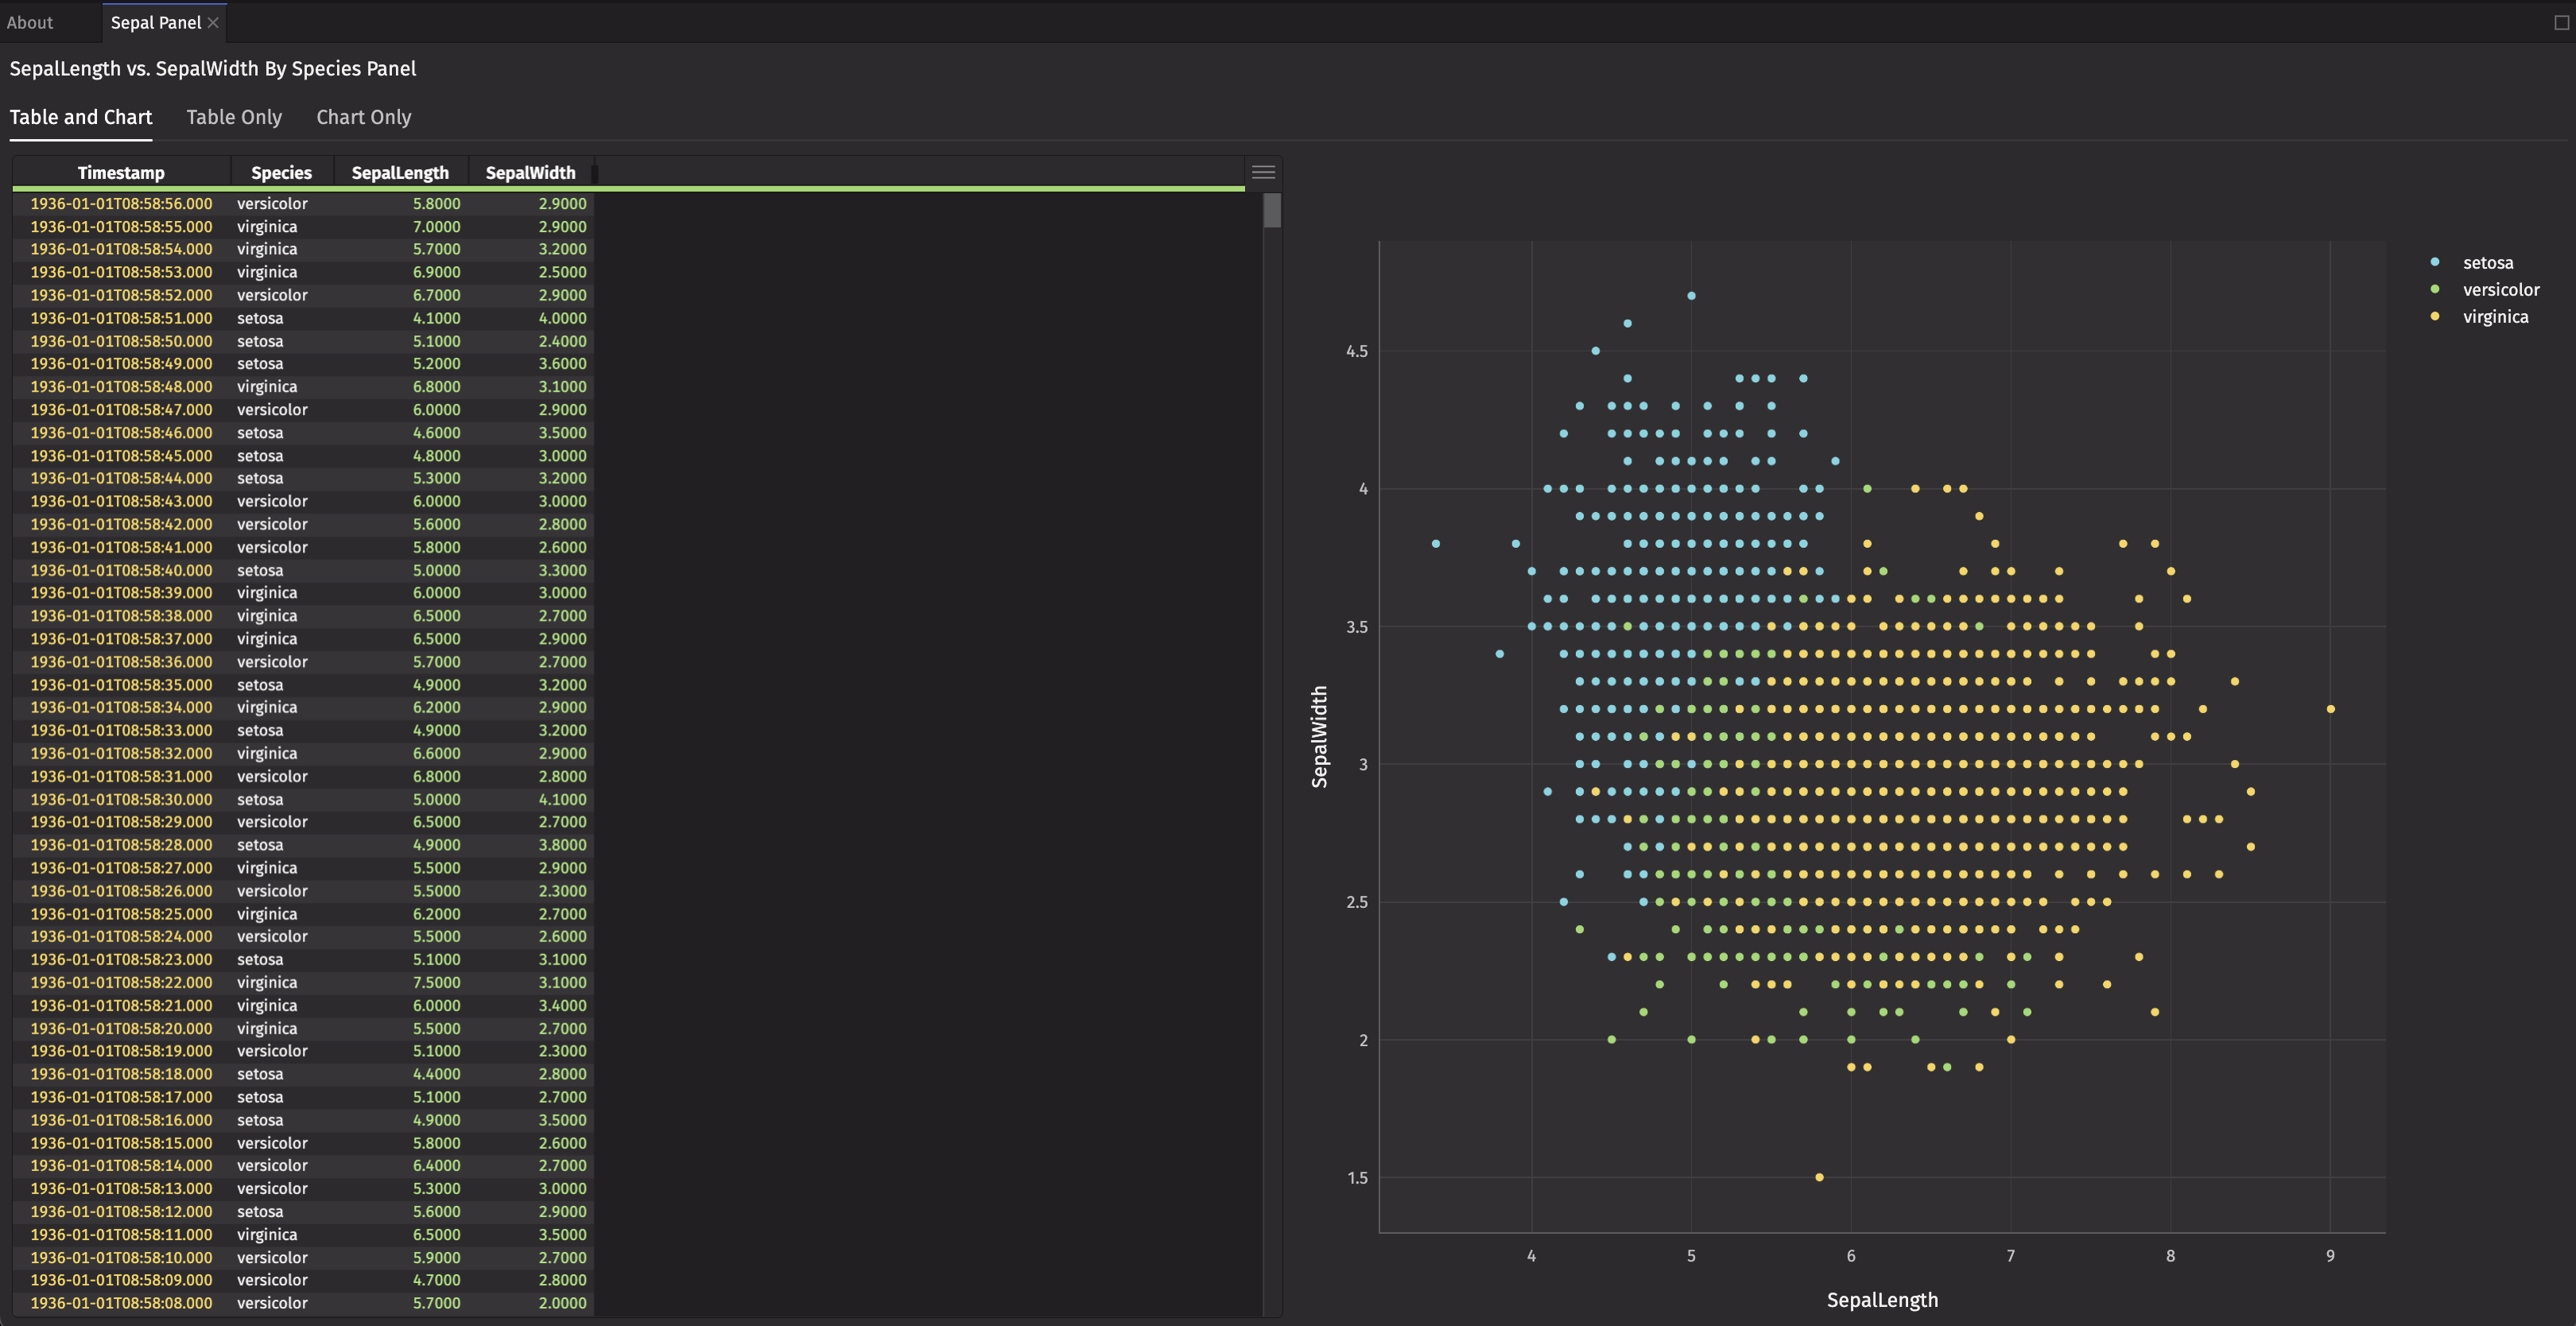 About
Sepal Panel
SepalLength vs. SepalWidth By Species Panel
Table and Chart Table Only Chart Only
Timestamp Species SepalLength SepalWidth
1936-01-01T08:58:56.000 versicolor 5.8000 2.9000
1936-01-01T08:58:55.000 virginica 7.0000 2.9000
1936-01-01T08:58:54.000 virginica 5.7000 3.2000
1936-01-01T08:58:53.000 virginica 6.9000 2.5000
1936-01-01T08:58:52.000 versicolor 6.7000 2.9000
1936-01-01T08:58:51.000 setosa 4.1000 4.0000
1936-01-01T08:58:50.000 setosa 5.1000 2.4000
1936-01-01T08:58:49.000 setosa 5.2000 3.6000
1936-01-01T08:58:48.000 virginica 6.8000 3.1000
1936-01-01T08:58:47.000 versicolor 6.0000 2.9000
1936-01-01T08:58:46.000 setosa 4.6000 3.5000
1936-01-01T08:58:45.000 setosa 4.8000 3.0000
1936-01-01T08:58:44.000 setosa 5.3000 3.2000
1936-01-01T08:58:43.000 versicolor 6.0000 3.0000
1936-01-01T08:58:42.000 versicolor 5.6000 2.8000
1936-01-01T08:58:41.000 versicolor 5.8000 2.6000
1936-01-01T08:58:40.000 setosa 5.0000 3.3000
1936-01-01T08:58:39.000 virginica 6.0000 3.0000
1936-01-01T08:58:38.000 virginica 6.5000 2.7000
1936-01-01T08:58:37.000 virginica 6.5000 2.9000
1936-01-01T08:58:36.000 versicolor 5.7000 2.7000
1936-01-01T08:58:35.000 setosa 4.9000 3.2000
1936-01-01T08:58:34.000 virginica 6.2000 2.9000
1936-01-01T08:58:33.000 setosa 4.9000 3.2000
1936-01-01T08:58:32.000 virginica 6.6000 2.9000
1936-01-01T08:58:31.000 versicolor 6.8000 2.8000
1936-01-01T08:58:30.000 setosa 5.0000 4.1000
1936-01-01T08:58:29.000 versicolor 6.5000 2.7000
1936-01-01T08:58:28.000 setosa 4.9000 3.8000
1936-01-01T08:58:27.000 virginica 5.5000 2.9000
1936-01-01T08:58:26.000 versicolor 5.5000 2.3000
1936-01-01T08:58:25.000 virginica 6.2000 2.7000
1936-01-01T08:58:24.000 versicolor 5.5000 2.6000
1936-01-01T08:58:23.000 setosa 5.1000 3.1000
1936-01-01T08:58:22.000 virginica 7.5000 3.1000
1936-01-01T08:58:21.000 virginica 6.0000 3.4000
1936-01-01T08:58:20.000 virginica 5.5000 2.7000
1936-01-01T08:58:19.000 versicolor 5.1000 2.3000
1936-01-01T08:58:18.000 setosa 4.4000 2.8000
1936-01-01T08:58:17.000 setosa 5.1000 2.7000
1936-01-01T08:58:16.000 setosa 4.9000 3.5000
1936-01-01T08:58:15.000 versicolor 5.8000 2.6000
1936-01-01T08:58:14.000 versicolor 6.4000 2.7000
1936-01-01T08:58:13.000 versicolor 5.3000 3.0000
1936-01-01T08:58:12.000 setosa 5.6000 2.9000
1936-01-01T08:58:11.000 virginica 6.5000 3.5000
1936-01-01T08:58:10.000 versicolor 5.9000 2.7000
1936-01-01T08:58:09.000 versicolor 4.7000 2.8000
1936-01-01T08:58:08.000 versicolor 5.7000 2.0000
SepalWidth
4.5
4
3.5
3
2.5
2
1.5
4 5 6 7 8 9
SepalLength
setosa
versicolor
virginica